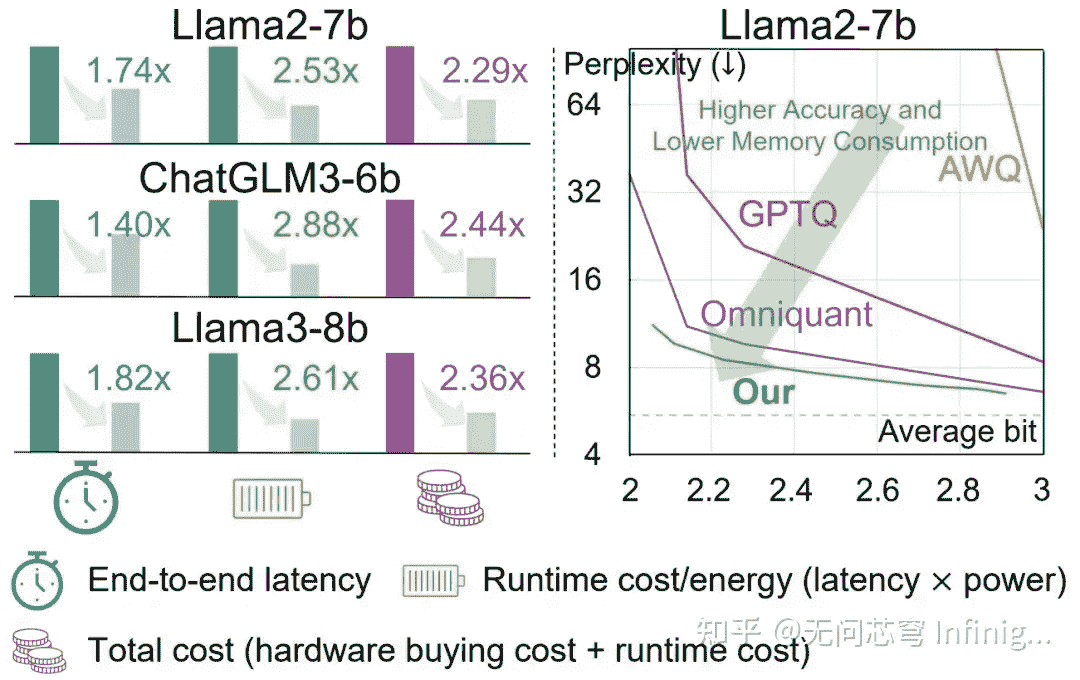 Llama2-7b
1.74x 2.53x 2.29x
ChatGLM3-6b
1.40x 2.88x 2.44x
Llama3-8b
1.82x 2.61x 2.36x
Llama2-7b
Perplexity (↓)
64
Higher Accuracy and
Lower Memory Consumption
AWQ
32
GPTQ
16
Omniquant
8
Our
Average bit
4
2 2.2 2.4 2.6 2.8 3
End-to-end latency
Runtime cost/energy (latency × power)
Total cost (hardware buying cost + runtime cost)
知乎 @无问芯穹 Infinig...